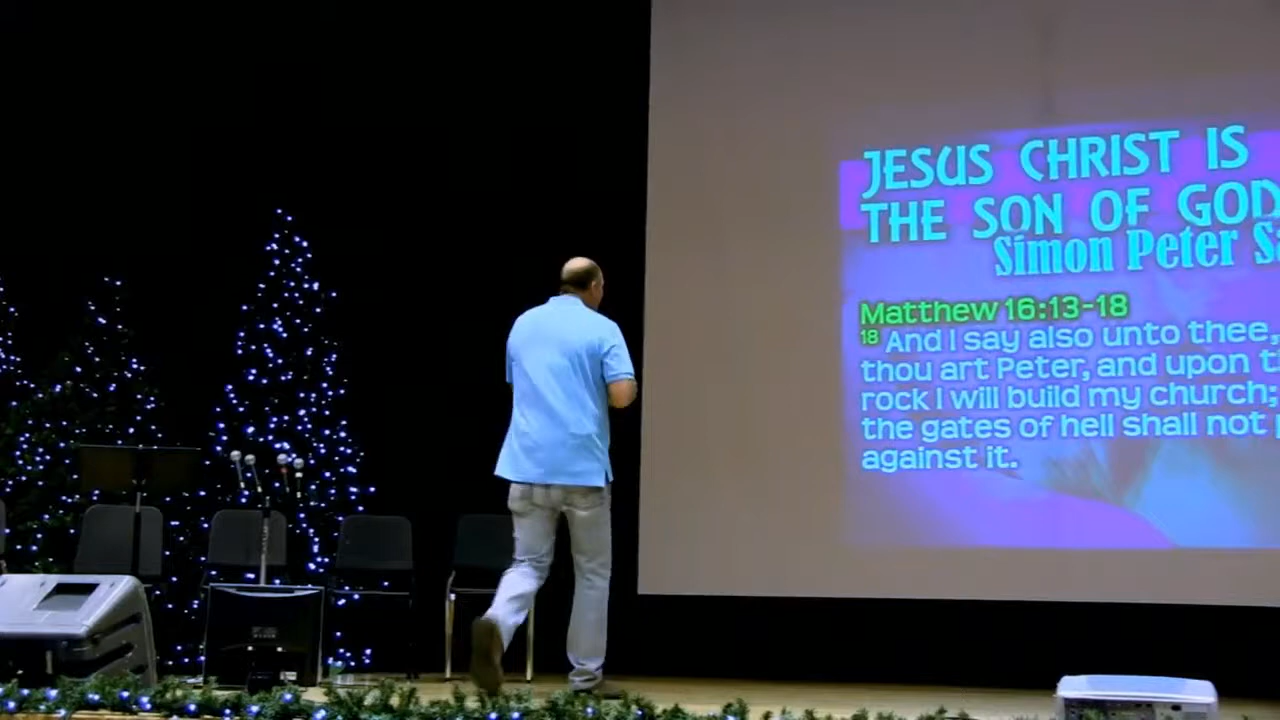 JESUS CHRIST IS
THE SON OF GOD
Simon Peter
Matthew 16:13-18
18 And I say also unto thee,
thou art Peter, and upon
rock I will build my church;
the gates of hell shall not
against it.